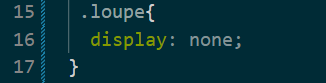 15 .loupe{
16 display: none;
17 }